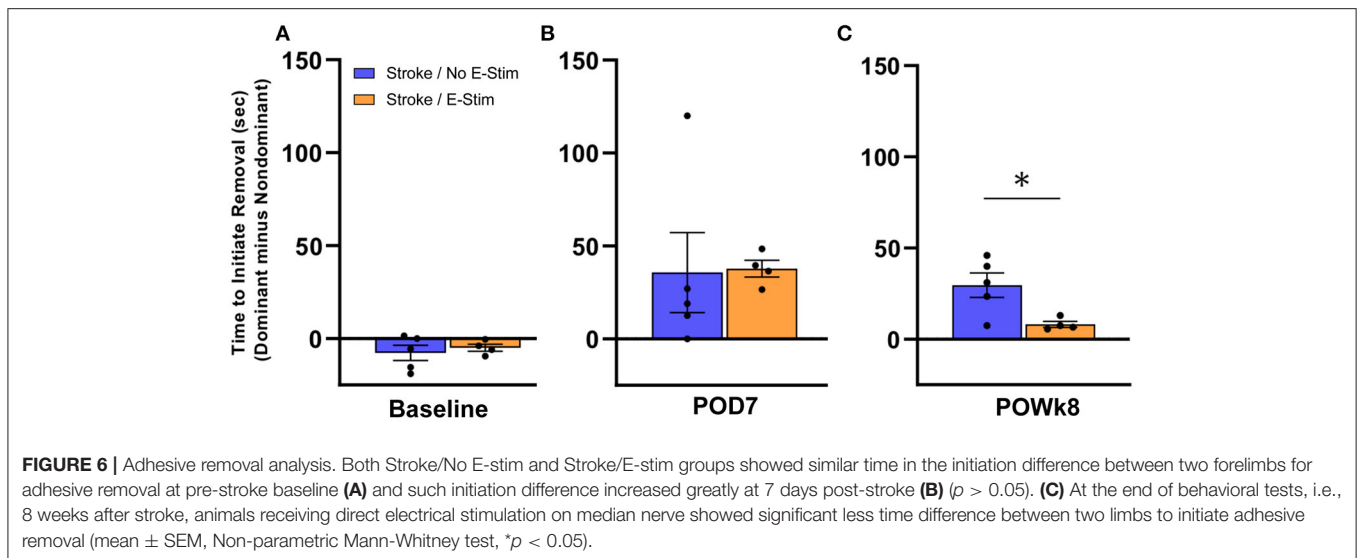 A
B
C
150
100
50
0
Stroke / No E-Stim
Stroke / E-Stim
Time to Initiate Removal (sec)
(Dominant minus Nondominant)
Baseline
150
100
50
0
POD7
150
100
50
0
*
POWk8
FIGURE 6 | Adhesive removal analysis. Both Stroke/No E-stim and Stroke/E-stim groups showed similar time in the initiation difference between two forelimbs for
adhesive removal at pre-stroke baseline (A) and such initiation difference increased greatly at 7 days post-stroke (B) (p > 0.05). (C) At the end of behavioral tests, i.e.,
8 weeks after stroke, animals receiving direct electrical stimulation on median nerve showed significant less time difference between two limbs to initiate adhesive
removal (mean ± SEM, Non-parametric Mann-Whitney test, *p < 0.05).